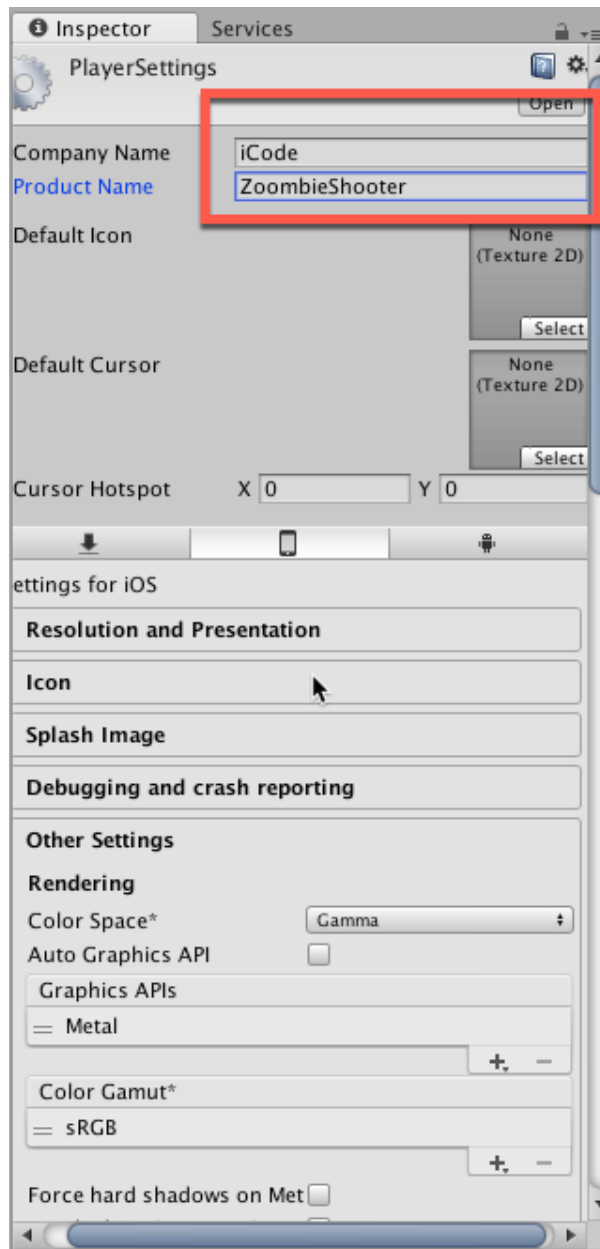 Inspector Services
PlayerSettings
Open
Company Name iCode
Product Name ZoombieShooter
Default Icon None
(Texture 2D)
Select
Default Cursor None
(Texture 2D)
Select
Cursor Hotspot X 0 Y 0
ettings for iOS
Resolution and Presentation
Icon
Splash Image
Debugging and crash reporting
Other Settings
Rendering
Color Space* Gamma
Auto Graphics API
Graphics APIs
= Metal
+ −
Color Gamut*
= sRGB
+ −
Force hard shadows on Met